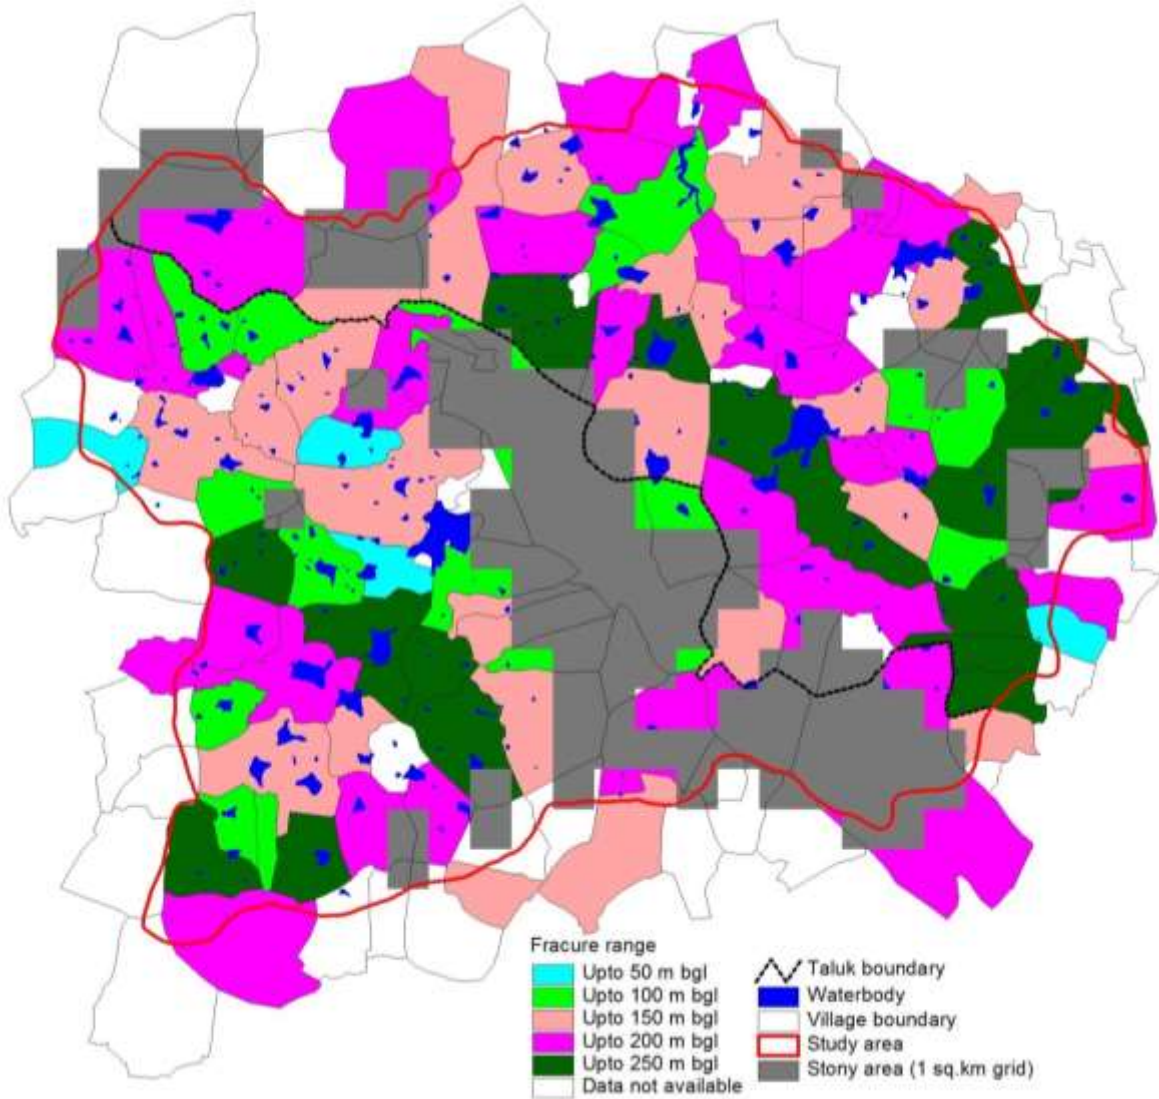 Fracure range
Upto 50 m bgl
Upto 100 m bgl
Upto 150 m bgl
Upto 200 m bgl
Upto 250 m bgl
Data not available
Taluk boundary
Waterbody
Village boundary
Study area
Stony area (1 sq.km grid)